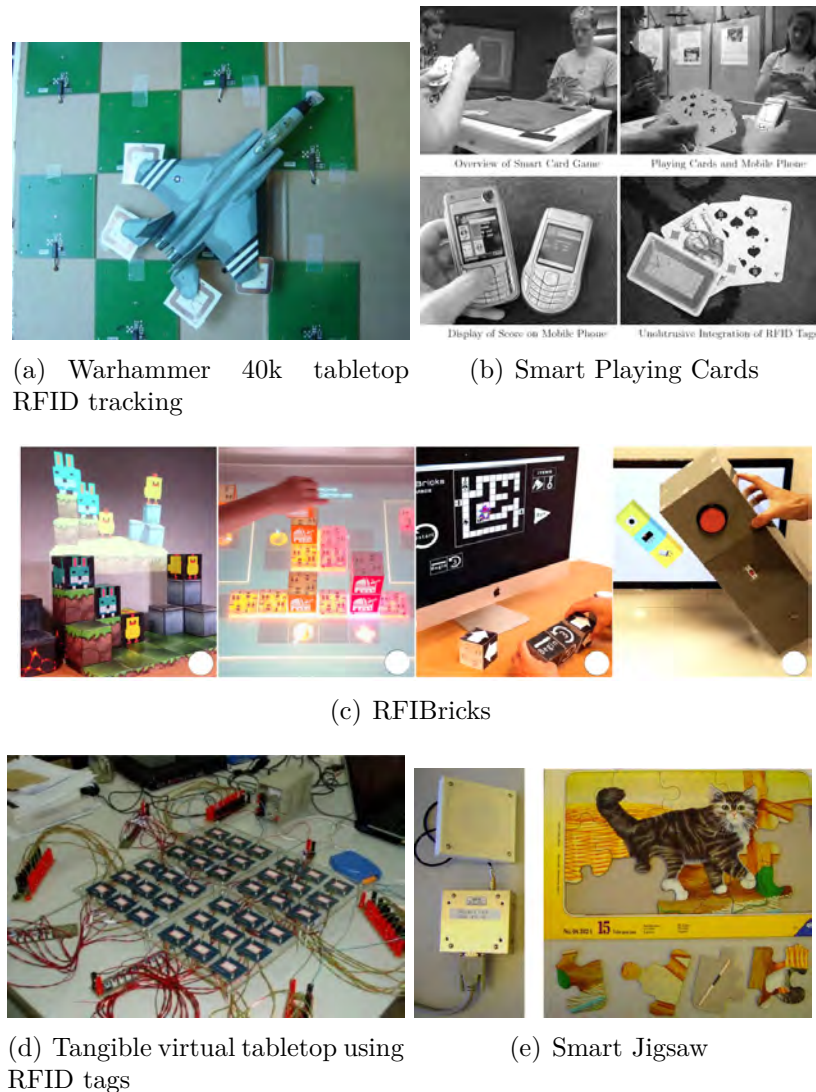 Overview of Smart Card Game
Playing Cards and Mobile Phone
Display of Score on Mobile Phone
Unobtrusive Integration of RFID Tags
(a) Warhammer 40k tabletop
RFID tracking
(b) Smart Playing Cards
Bricks
ITEMS
(c) RFIBricks
15
(d) Tangible virtual tabletop using
RFID tags
(e) Smart Jigsaw